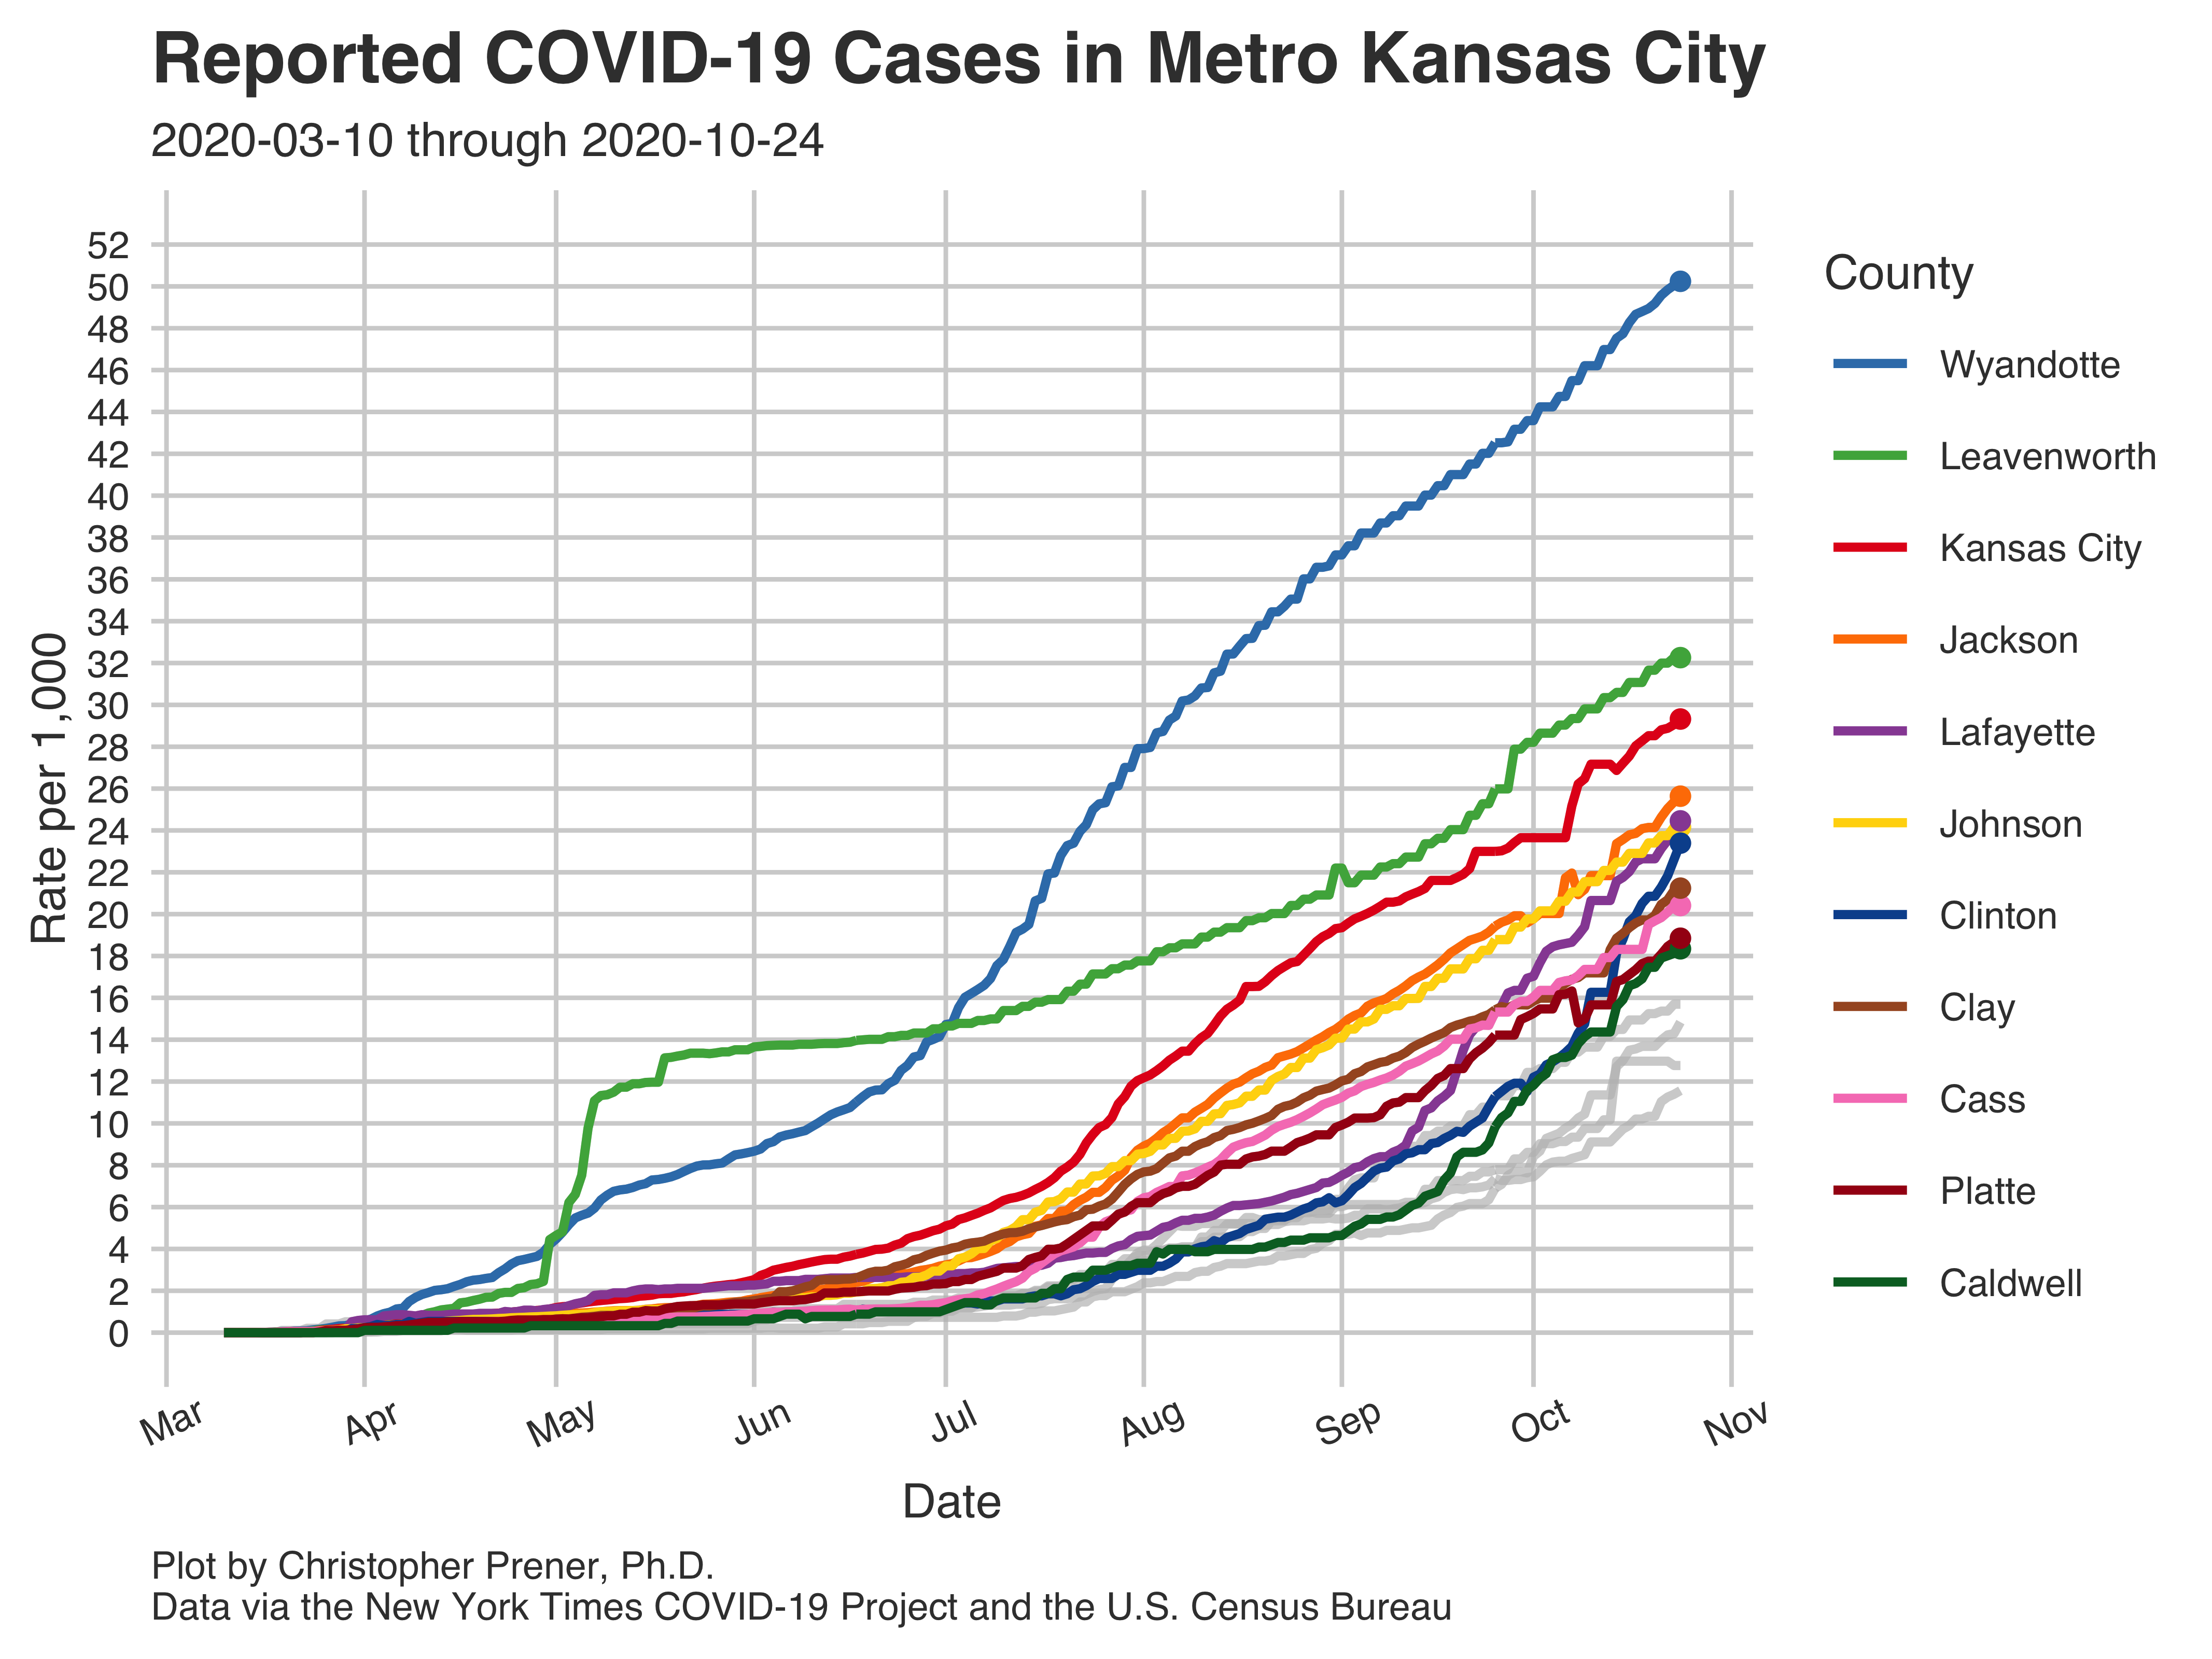 Reported COVID-19 Cases in Metro Kansas City
2020-03-10 through 2020-10-24
52
50
48
46
44
42
40
38
36
34
32
30
28
26
24
22
20
18
16
14
12
10
8
6
4
2
0
Rate per 1,000
Mar
Apr
May
Jun
Jul
Aug
Sep
Oct
Nov
Date
County
Wyandotte
Leavenworth
Kansas City
Jackson
Lafayette
Johnson
Clinton
Clay
Cass
Platte
Caldwell
Plot by Christopher Prener, Ph.D.
Data via the New York Times COVID-19 Project and the U.S. Census Bureau